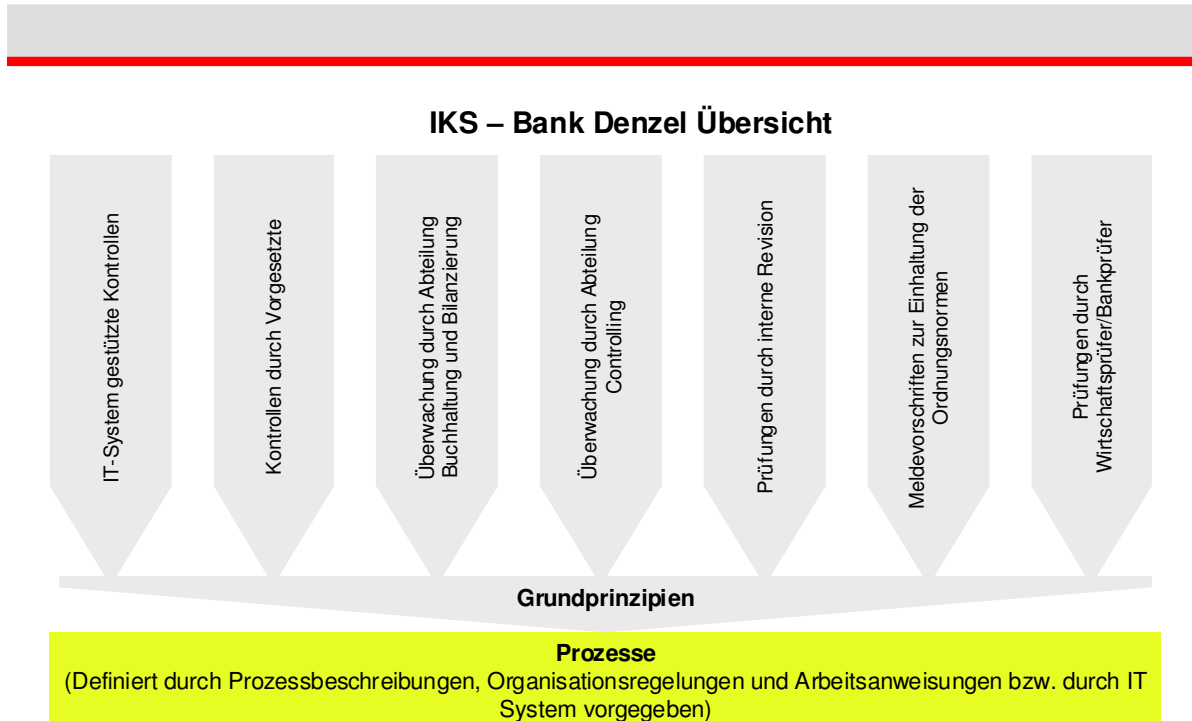 IKS – Bank Denzel Übersicht
IT-System gestützte Kontrollen
Kontrollen durch Vorgesetzte
Überwachung durch Abteilung
Buchhaltung und Bilanzierung
Überwachung durch Abteilung
Controlling
Prüfungen durch interne Revision
Meldevorschriften zur Einhaltung der
Ordnungsnormen
Prüfungen durch
Wirtschaftsprüfer/Bankprüfer
Grundprinzipien
Prozesse
(Definiert durch Prozessbeschreibungen, Organisationsregelungen und Arbeitsanweisungen bzw. durch IT
System vorgegeben)